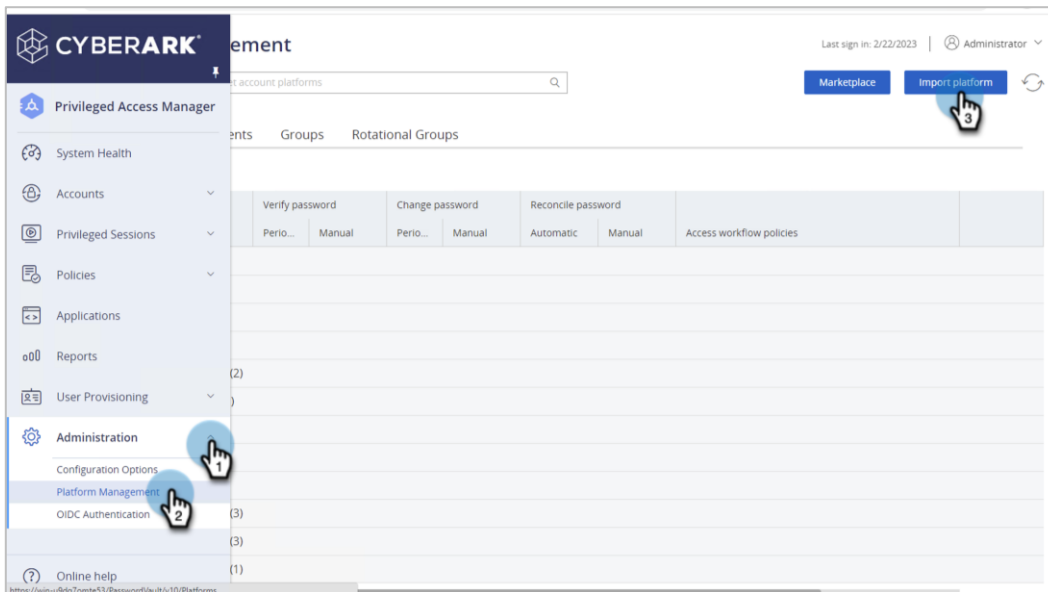 CYBERARK®
ement
Last sign in: 2/22/2023
Administrator
t account platforms
Marketplace
Import platform
3
Privileged Access Manager
ents
Groups
Rotational Groups
System Health
Accounts
Verify password
Change password
Reconcile password
Privileged Sessions
Perio...
Manual
Perio...
Manual
Automatic
Manual
Access workflow policies
Policies
Applications
Reports
(2)
User Provisioning
)
Administration
1
Configuration Options
Platform Management
2
OIDC Authentication
(3)
(3)
Online help
(1)